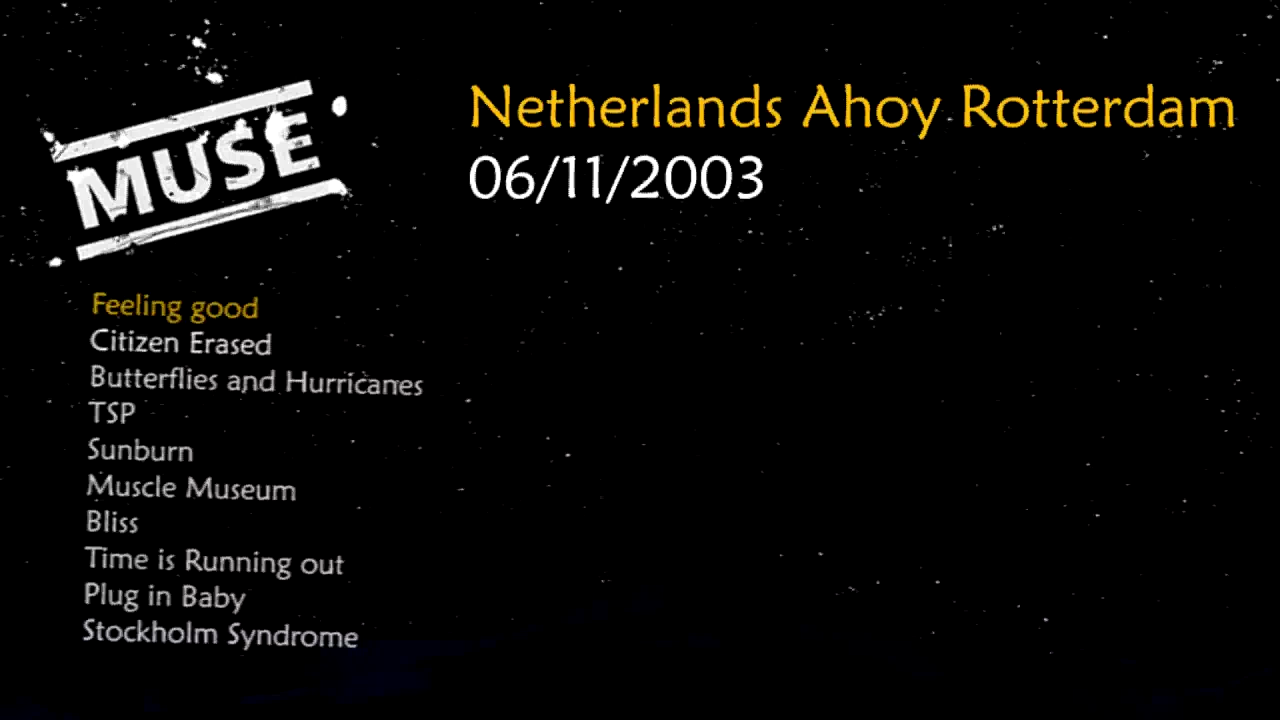 MUSE
Netherlands Ahoy Rotterdam
06/11/2003
Feeling good
Citizen Erased
Butterflies and Hurricanes
TSP
Sunburn
Muscle Museum
Bliss
Time is Running out
Plug in Baby
Stockholm Syndrome